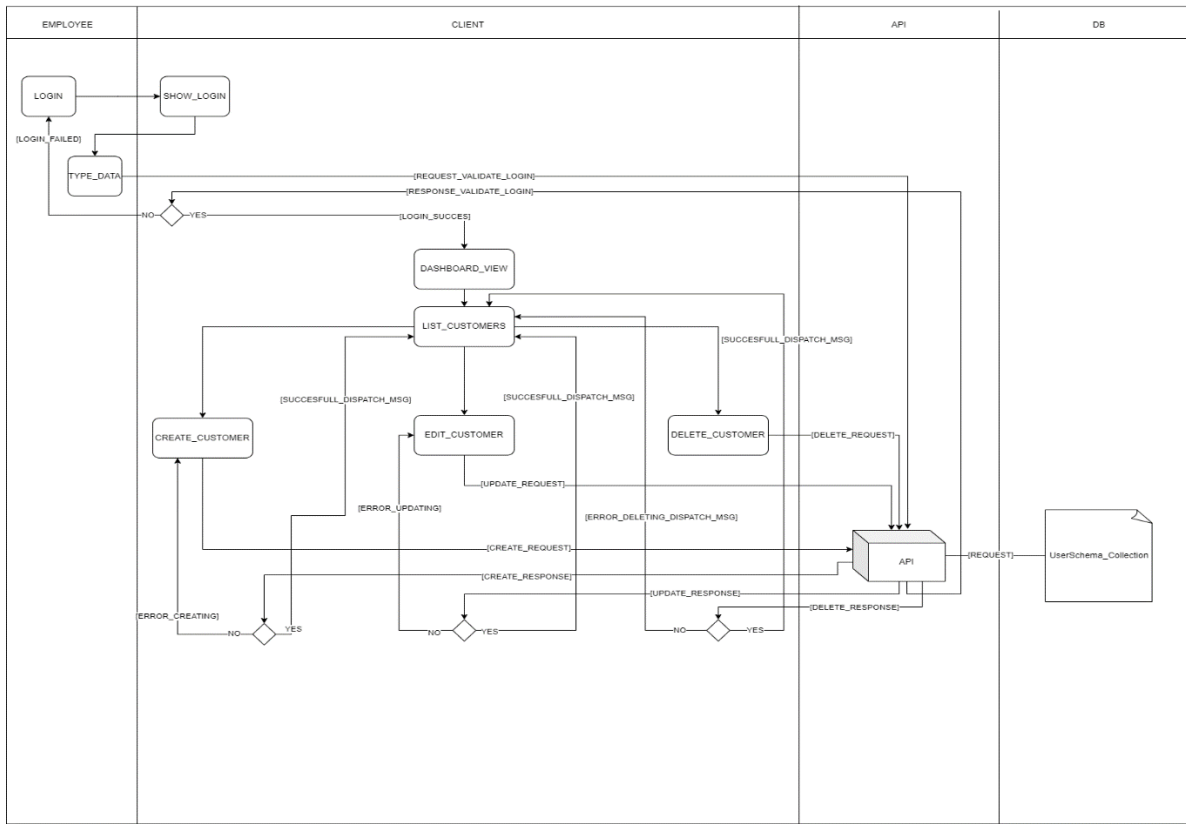 EMPLOYEE
CLIENT
API
DB
LOGIN
SHOW_LOGIN
[LOGIN_FAILED]
TYPE_DATA
[REQUEST_VALIDATE_LOGIN]
[RESPONSE_VALIDATE_LOGIN]
NO
YES
[LOGIN_SUCCES]
DASHBOARD_VIEW
LIST_CUSTOMERS
[SUCCESFULL_DISPATCH_MSG]
[SUCCESFULL_DISPATCH_MSG]
[SUCCESFULL_DISPATCH_MSG]
CREATE_CUSTOMER
EDIT_CUSTOMER
DELETE_CUSTOMER
[DELETE_REQUEST]
[UPDATE_REQUEST]
[ERROR_UPDATING]
[ERROR_DELETING_DISPATCH_MSG]
[CREATE_REQUEST]
API
[REQUEST]
UserSchema_Collection
[CREATE_RESPONSE]
[UPDATE_RESPONSE]
[DELETE_RESPONSE]
[ERROR_CREATING]
NO
YES
NO
YES
NO
YES